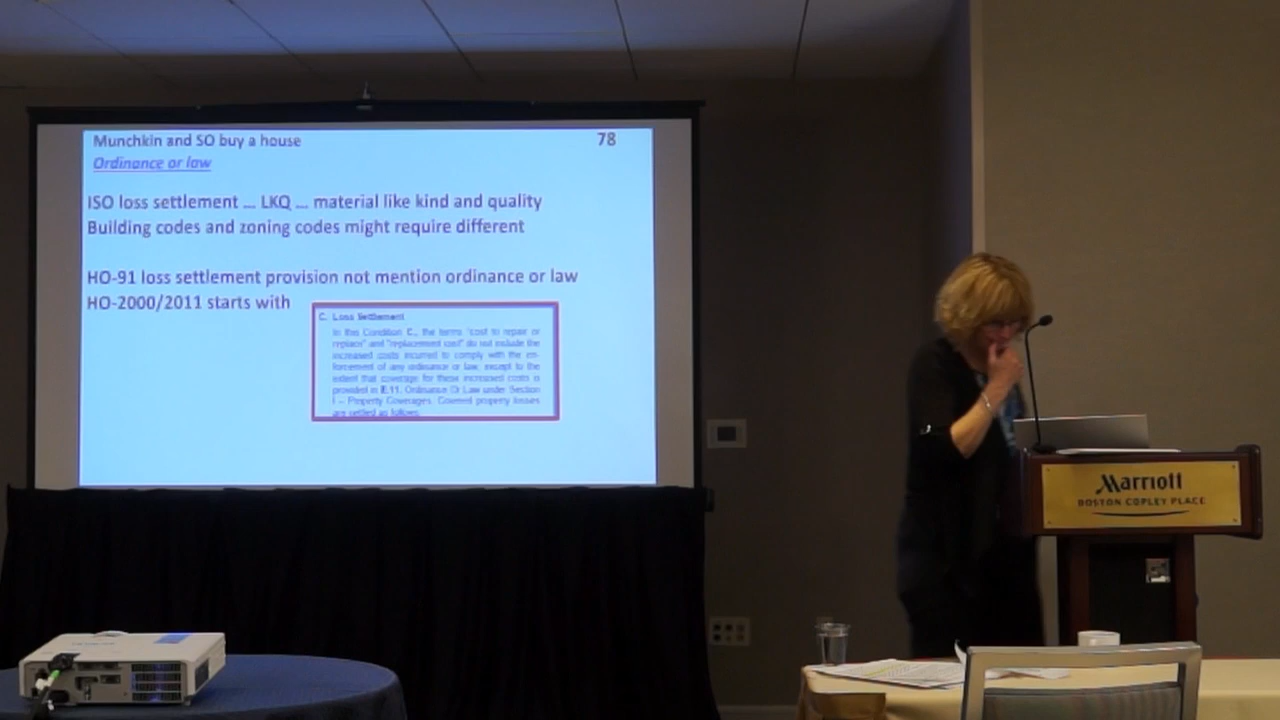 Munchkin and SO buy a house
78
Ordinance or law
ISO loss settlement ... LKQ ... material like kind and quality
Building codes and zoning codes might require different
HO-91 loss settlement provision not mention ordinance or law
HO-2000/2011 starts with
C. Loss Settlement
In this Condition C., the terms "cost to repair or
replace" and "replacement cost" do not include the
increased costs incurred to comply with the en-
forcement of any ordinance or law, except to the
extent that coverage for these increased costs is
provided in E.11. Ordinance Or Law under Section
I – Property Coverages. Covered property losses
are settled as follows:
Marriott
BOSTON COPLEY PLACE